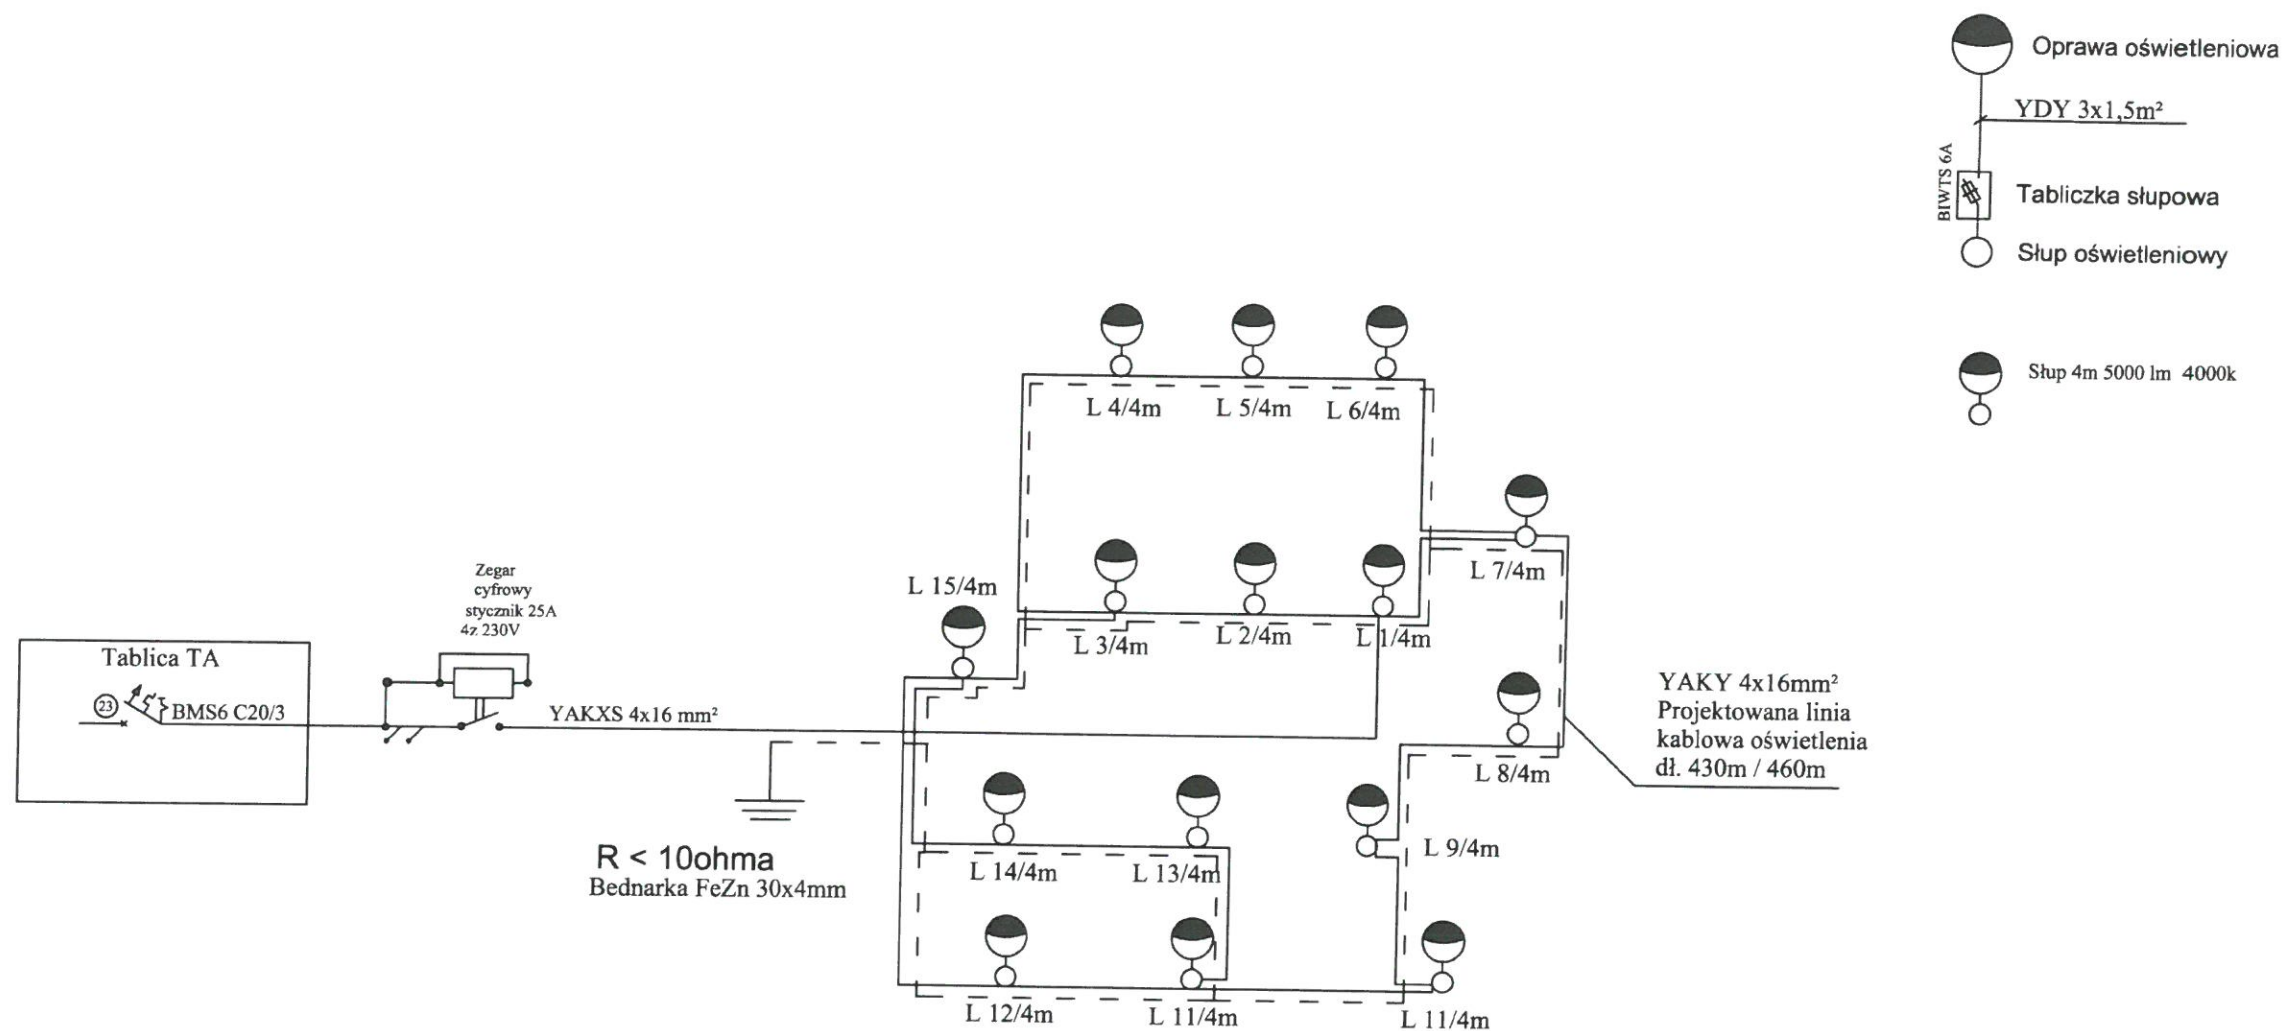 Oprawa oświetleniowa
YDY 3x1,5m²
BIWTS 6A
Tabliczka słupowa
Słup oświetleniowy
Słup 4m 5000 lm 4000k
L 4/4m
L 5/4m
L 6/4m
L 7/4m
L 15/4m
L 3/4m
L 2/4m
L 1/4m
Zegar
cyfrowy
stycznik 25A
4z 230V
Tablica TA
23
BMS6 C20/3
YAKXS 4x16 mm²
YAKY 4x16mm²
Projektowana linia
kablowa oświetlenia
dł. 430m / 460m
L 8/4m
L 9/4m
R < 10ohma
Bednarka FeZn 30x4mm
L 14/4m
L 13/4m
L 12/4m
L 11/4m
L 11/4m